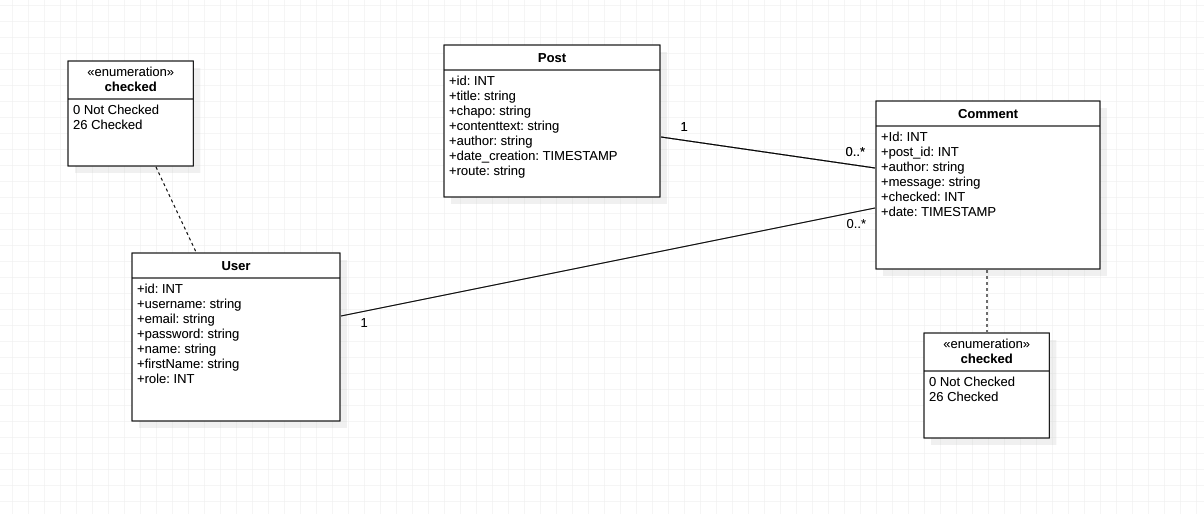 «enumeration»
checked
0 Not Checked
26 Checked
Post
+id: INT
+title: string
+chapo: string
+contenttext: string
+author: string
+date_creation: TIMESTAMP
+route: string
1
0..*
Comment
+Id: INT
+post_id: INT
+author: string
+message: string
+checked: INT
+date: TIMESTAMP
0..*
User
+id: INT
+username: string
+email: string
+password: string
+name: string
+firstName: string
+role: INT
1
«enumeration»
checked
0 Not Checked
26 Checked